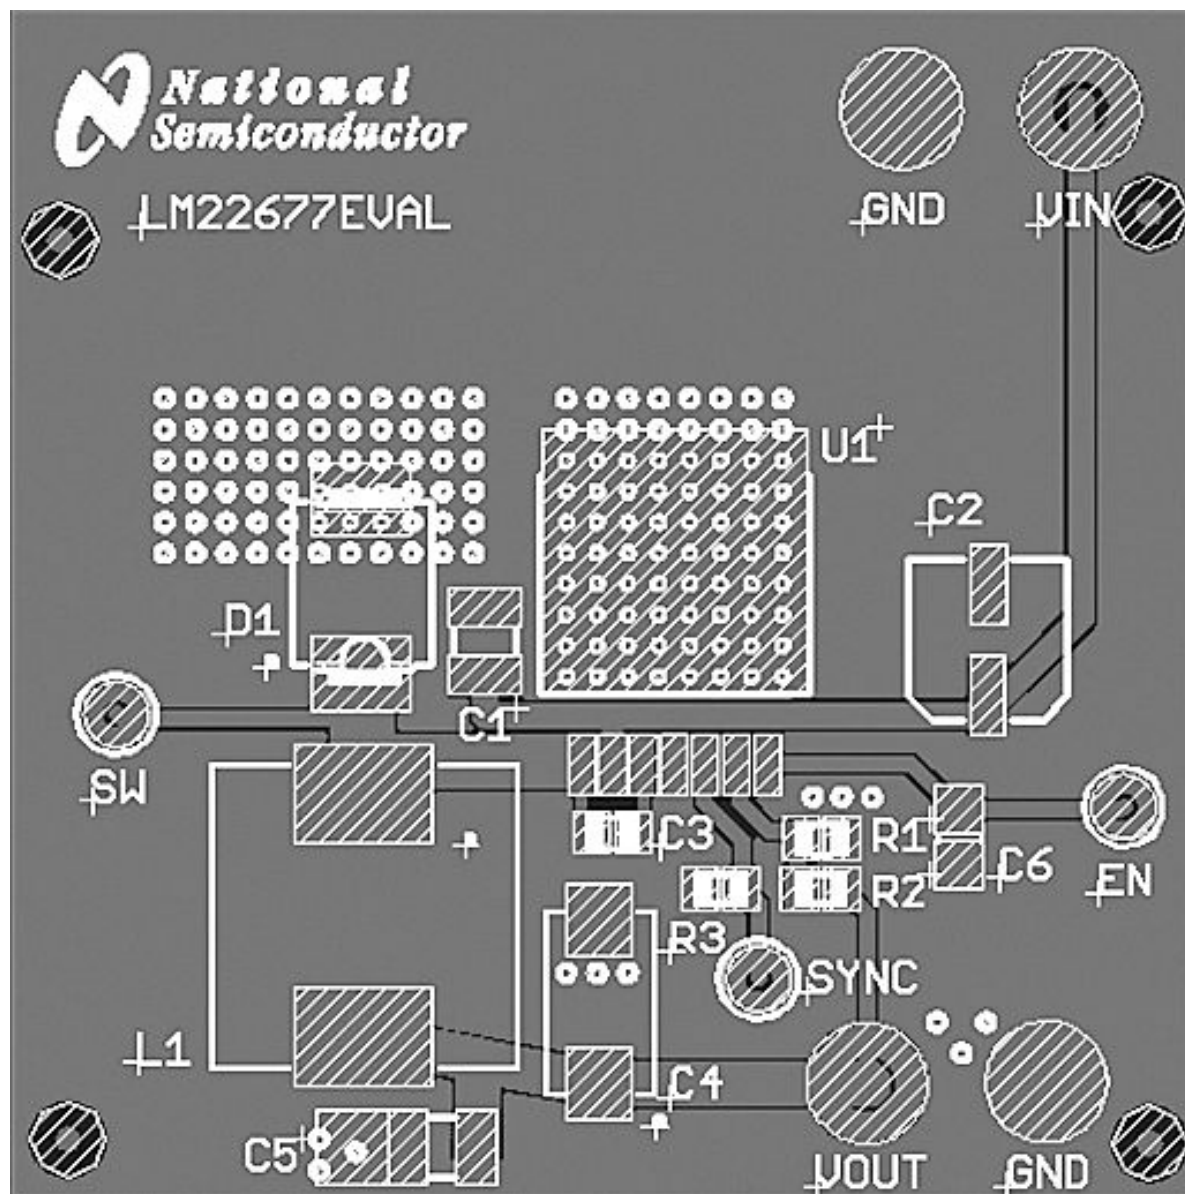 National
Semiconductor
LM22677EVAL
GND
VIN
U1
C2
D1
C1
SW
C3
R1
C6
EN
R2
R3
SYNC
L1
C4
C5
VOUT
GND